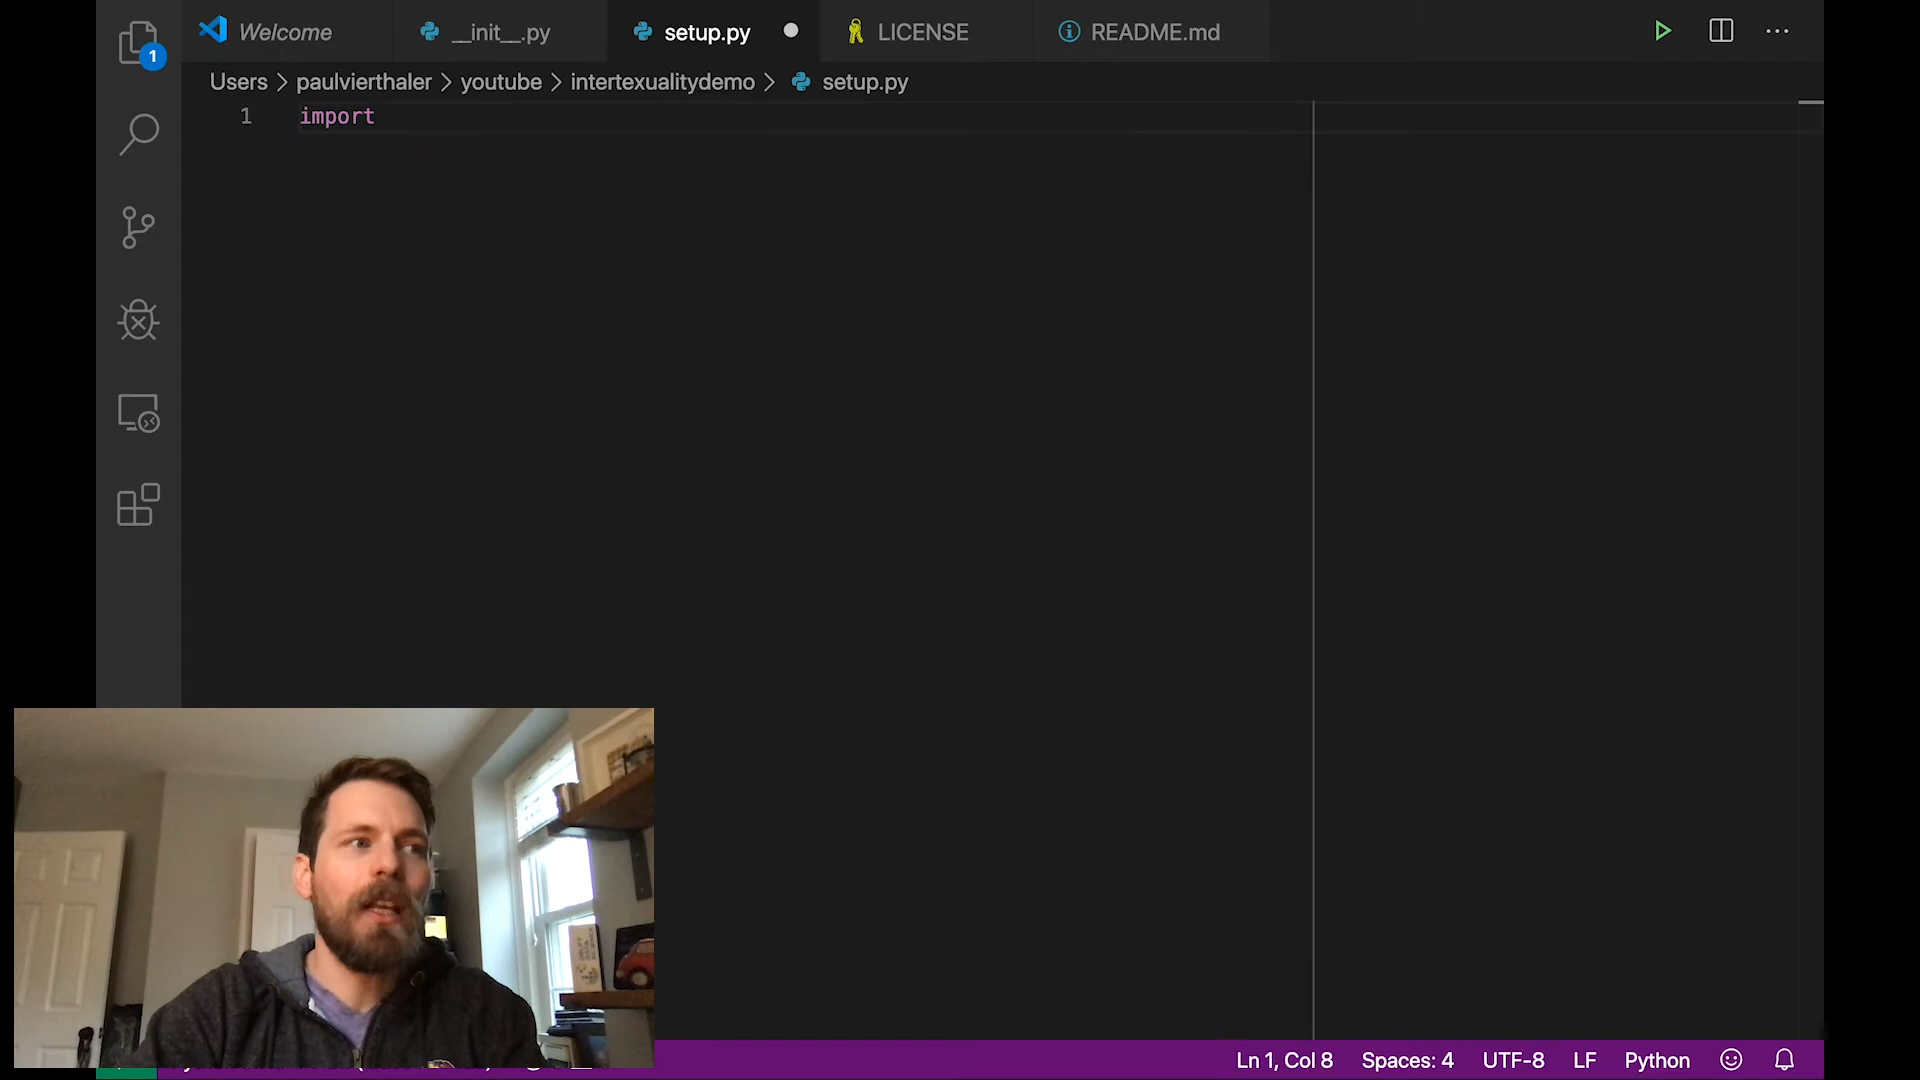 Welcome
__init__.py
setup.py
LICENSE
README.md
1
Users > paulvierthaler > youtube > intertexualitydemo > setup.py
1 import
Ln 1, Col 8 Spaces: 4 UTF-8 LF Python